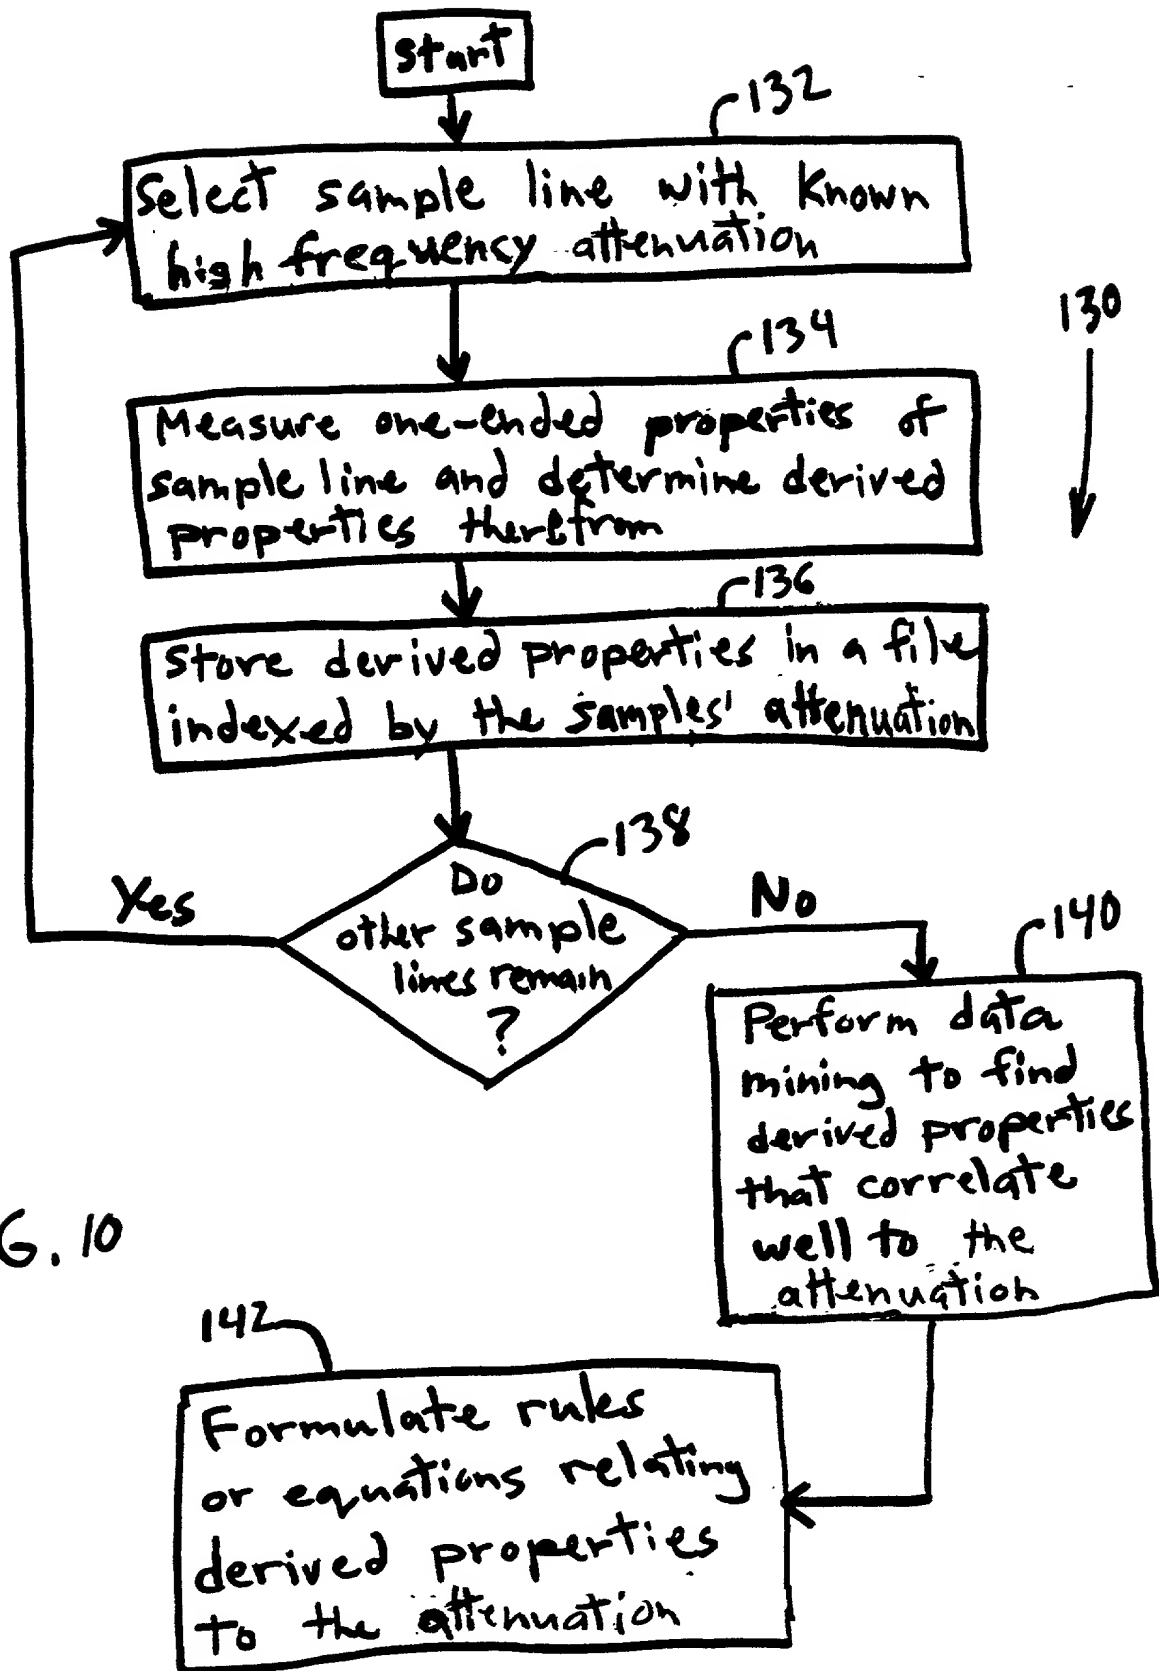 start
132
Select sample line with Known
high frequency attenuation
130
134
Measure one-ended properties of
sample line and determine derived
properties therefrom
136
Store derived properties in a file
indexed by the samples' attenuation
138
Do
other sample
lines remain
?
Yes
No
140
Perform data
mining to find
derived properties
that correlate
well to the
attenuation
G. 10
142
Formulate rules
or equations relating
derived properties
to the attenuation